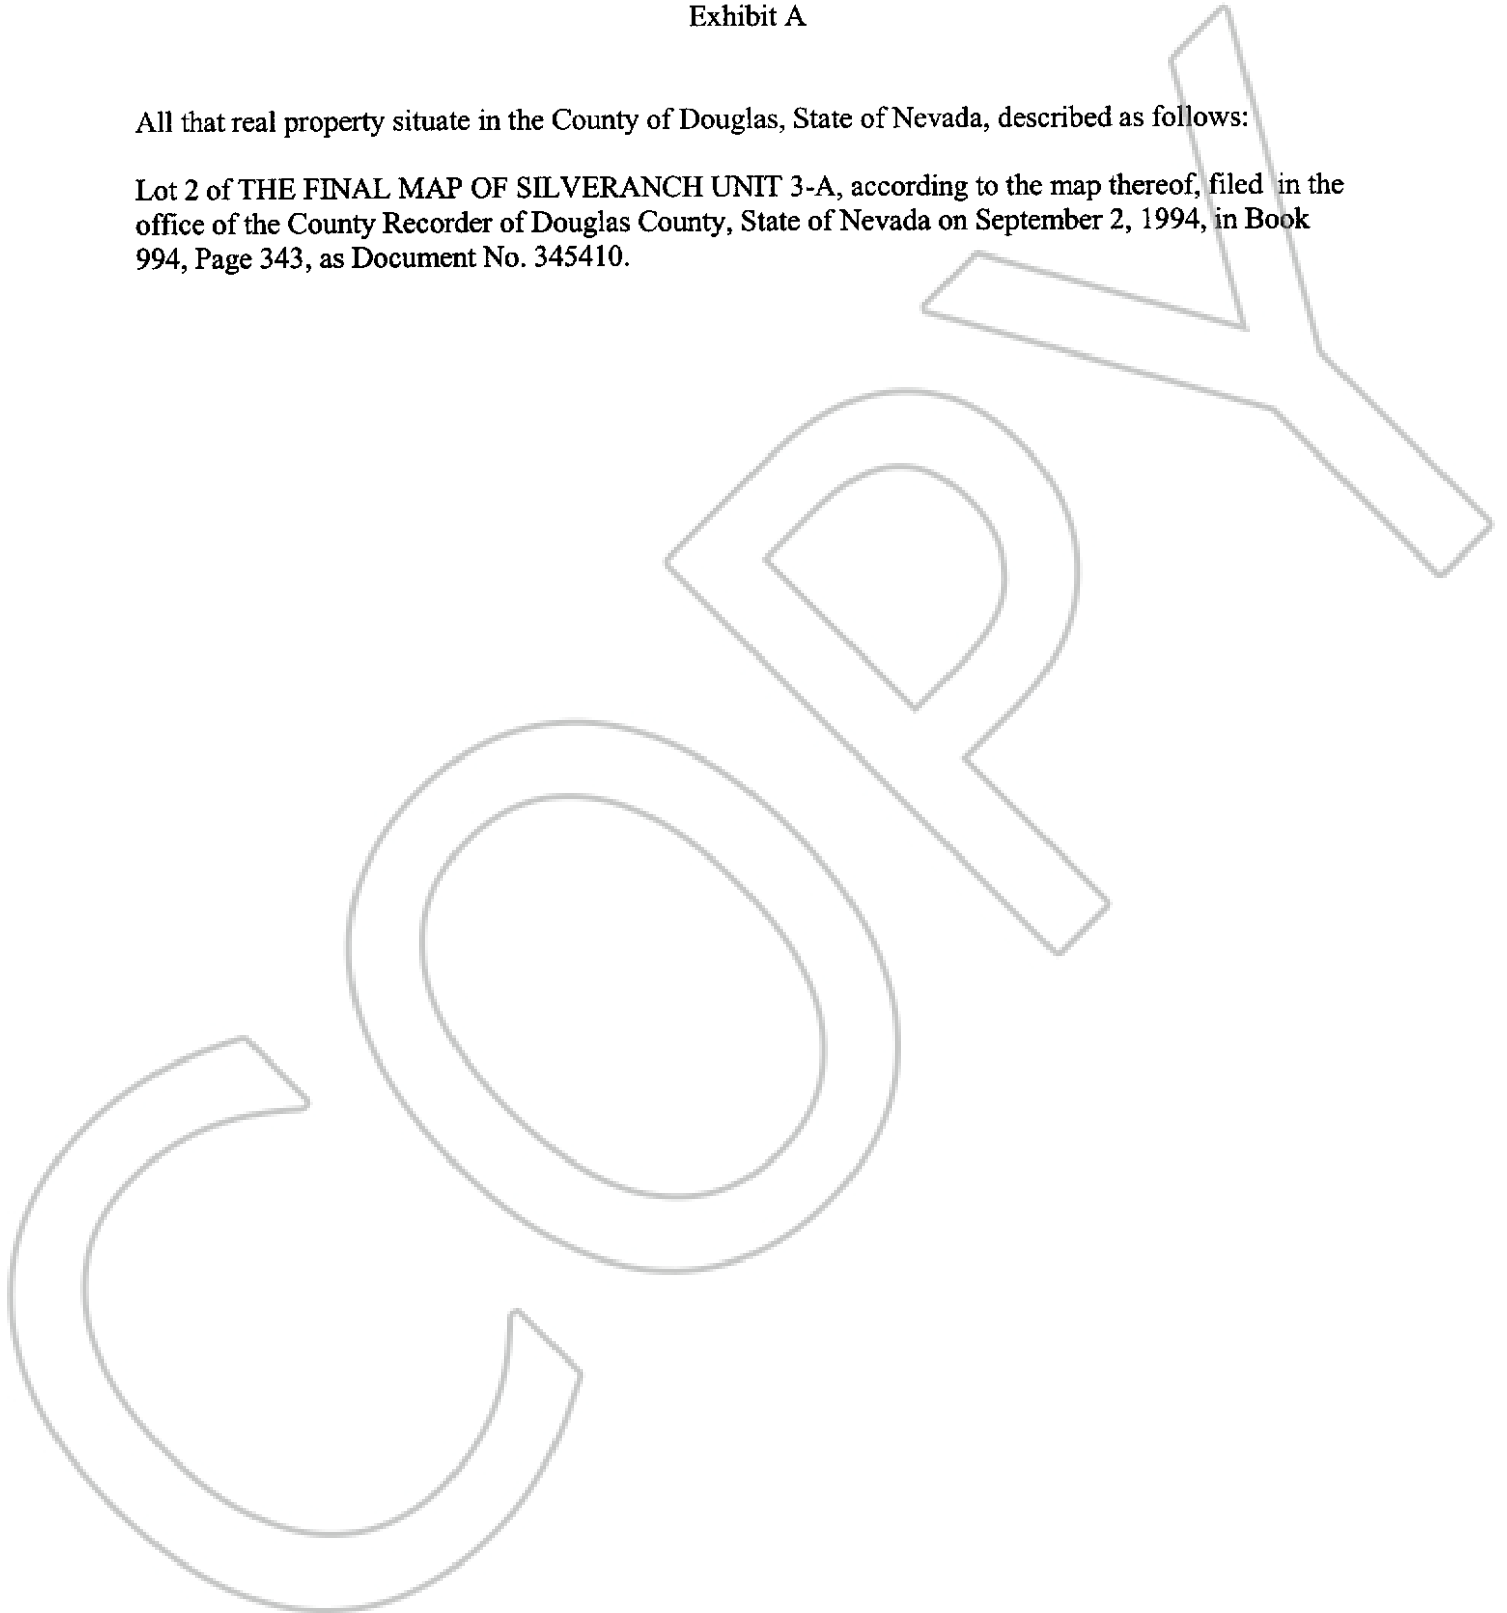 Exhibit A
All that real property situate in the County of Douglas, State of Nevada, described as follows:
Lot 2 of THE FINAL MAP OF SILVERANCH UNIT 3-A, according to the map thereof, filed in the
office of the County Recorder of Douglas County, State of Nevada on September 2, 1994, in Book
994, Page 343, as Document No. 345410.
COPY